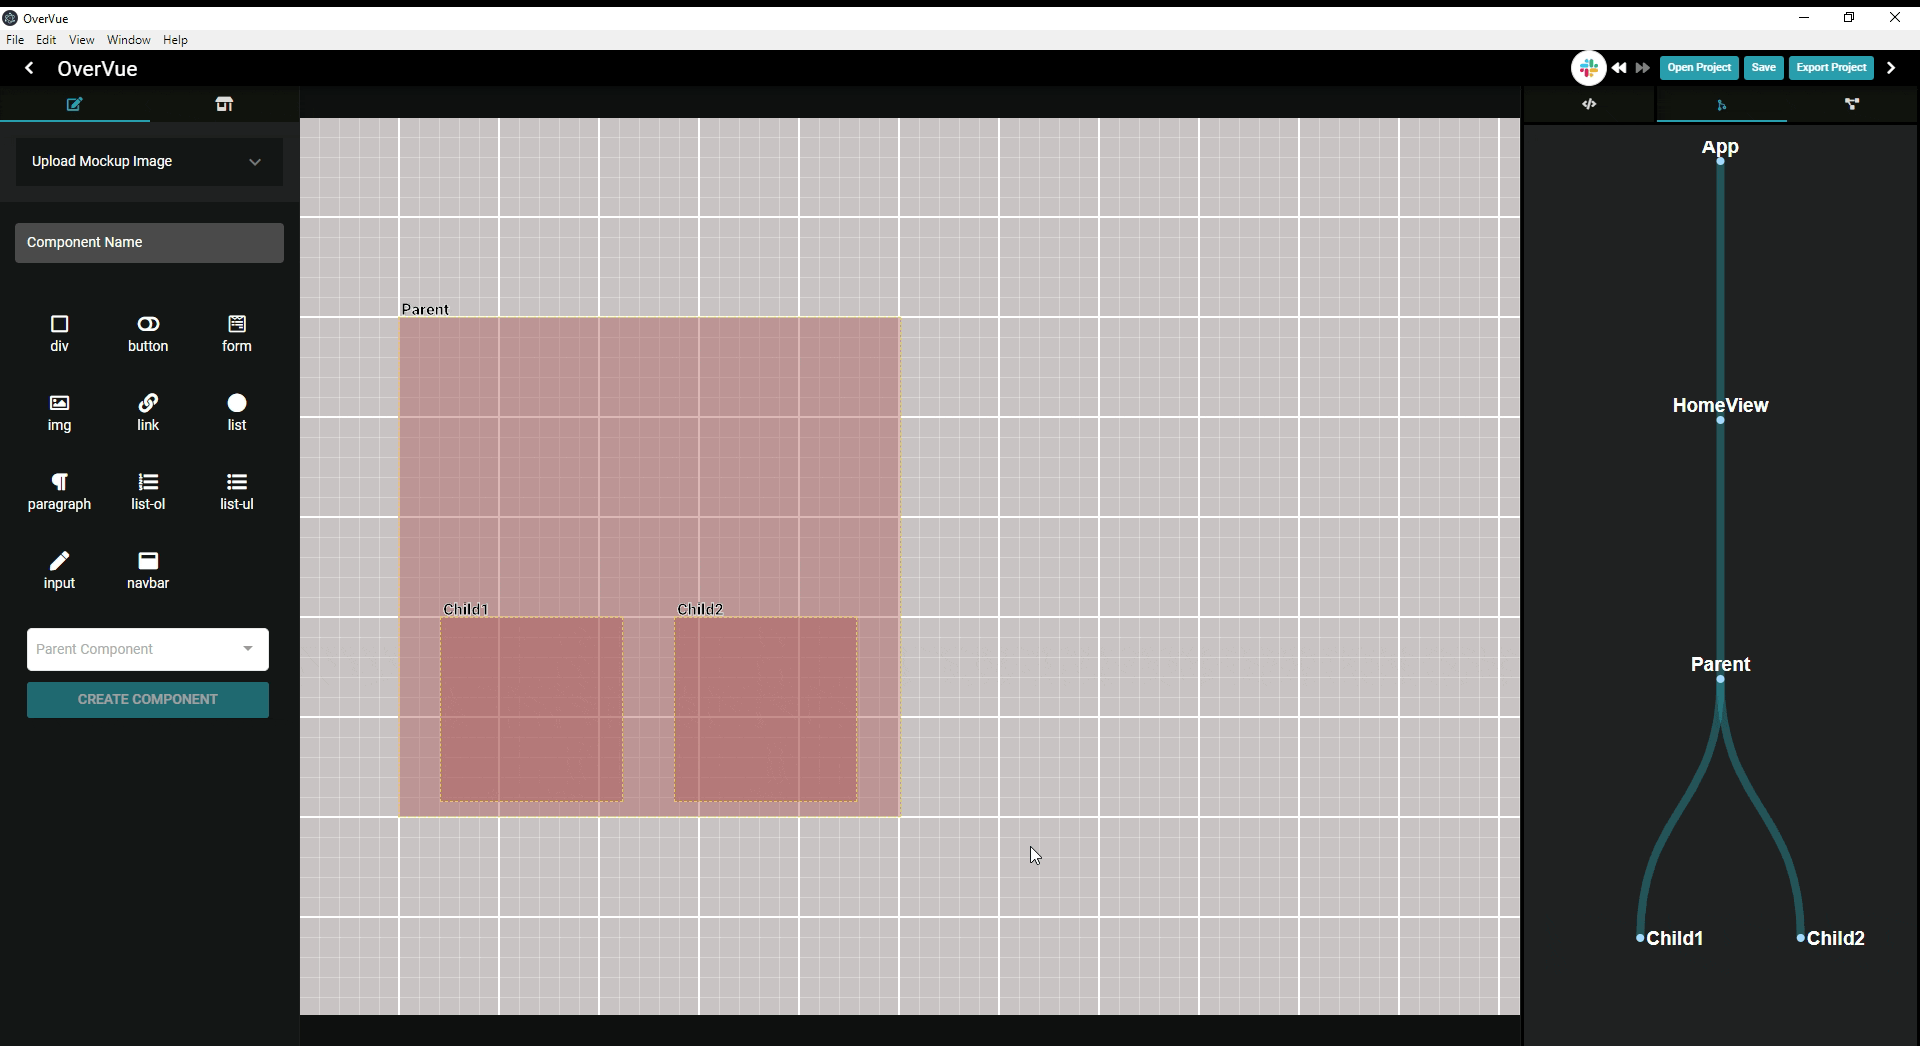 OverVue
File Edit View Window Help
OverVue
Open Project Save Export Project
Upload Mockup Image
Component Name
div button form
img link list
paragraph list-ol list-ul
input navbar
Parent Component
CREATE COMPONENT
Parent
Child1 Child2
App
HomeView
Parent
Child1 Child2